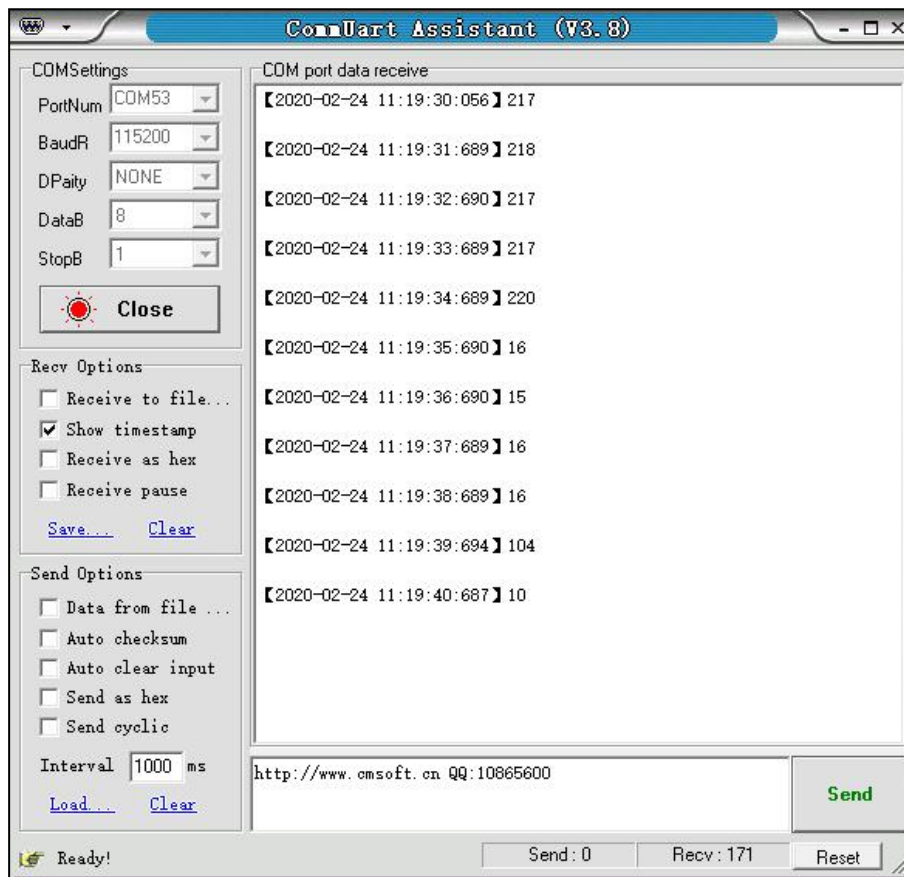 CommUart Assistant (V3.8)
COMSettings
PortNum COM53
BaudR 115200
DPaity NONE
DataB 8
StopB 1
Close
Recv Options
Receive to file...
Show timestamp
Receive as hex
Receive pause
Save... Clear
Send Options
Data from file ...
Auto checksum
Auto clear input
Send as hex
Send cyclic
Interval 1000 ms
Load... Clear
COM port data receive
【2020-02-24 11:19:30:056】217
【2020-02-24 11:19:31:689】218
【2020-02-24 11:19:32:690】217
【2020-02-24 11:19:33:689】217
【2020-02-24 11:19:34:689】220
【2020-02-24 11:19:35:690】16
【2020-02-24 11:19:36:690】15
【2020-02-24 11:19:37:689】16
【2020-02-24 11:19:38:689】16
【2020-02-24 11:19:39:694】104
【2020-02-24 11:19:40:687】10
http://www.cmsoft.cn QQ:10865600
Send
Ready!
Send : 0
Recv : 171
Reset